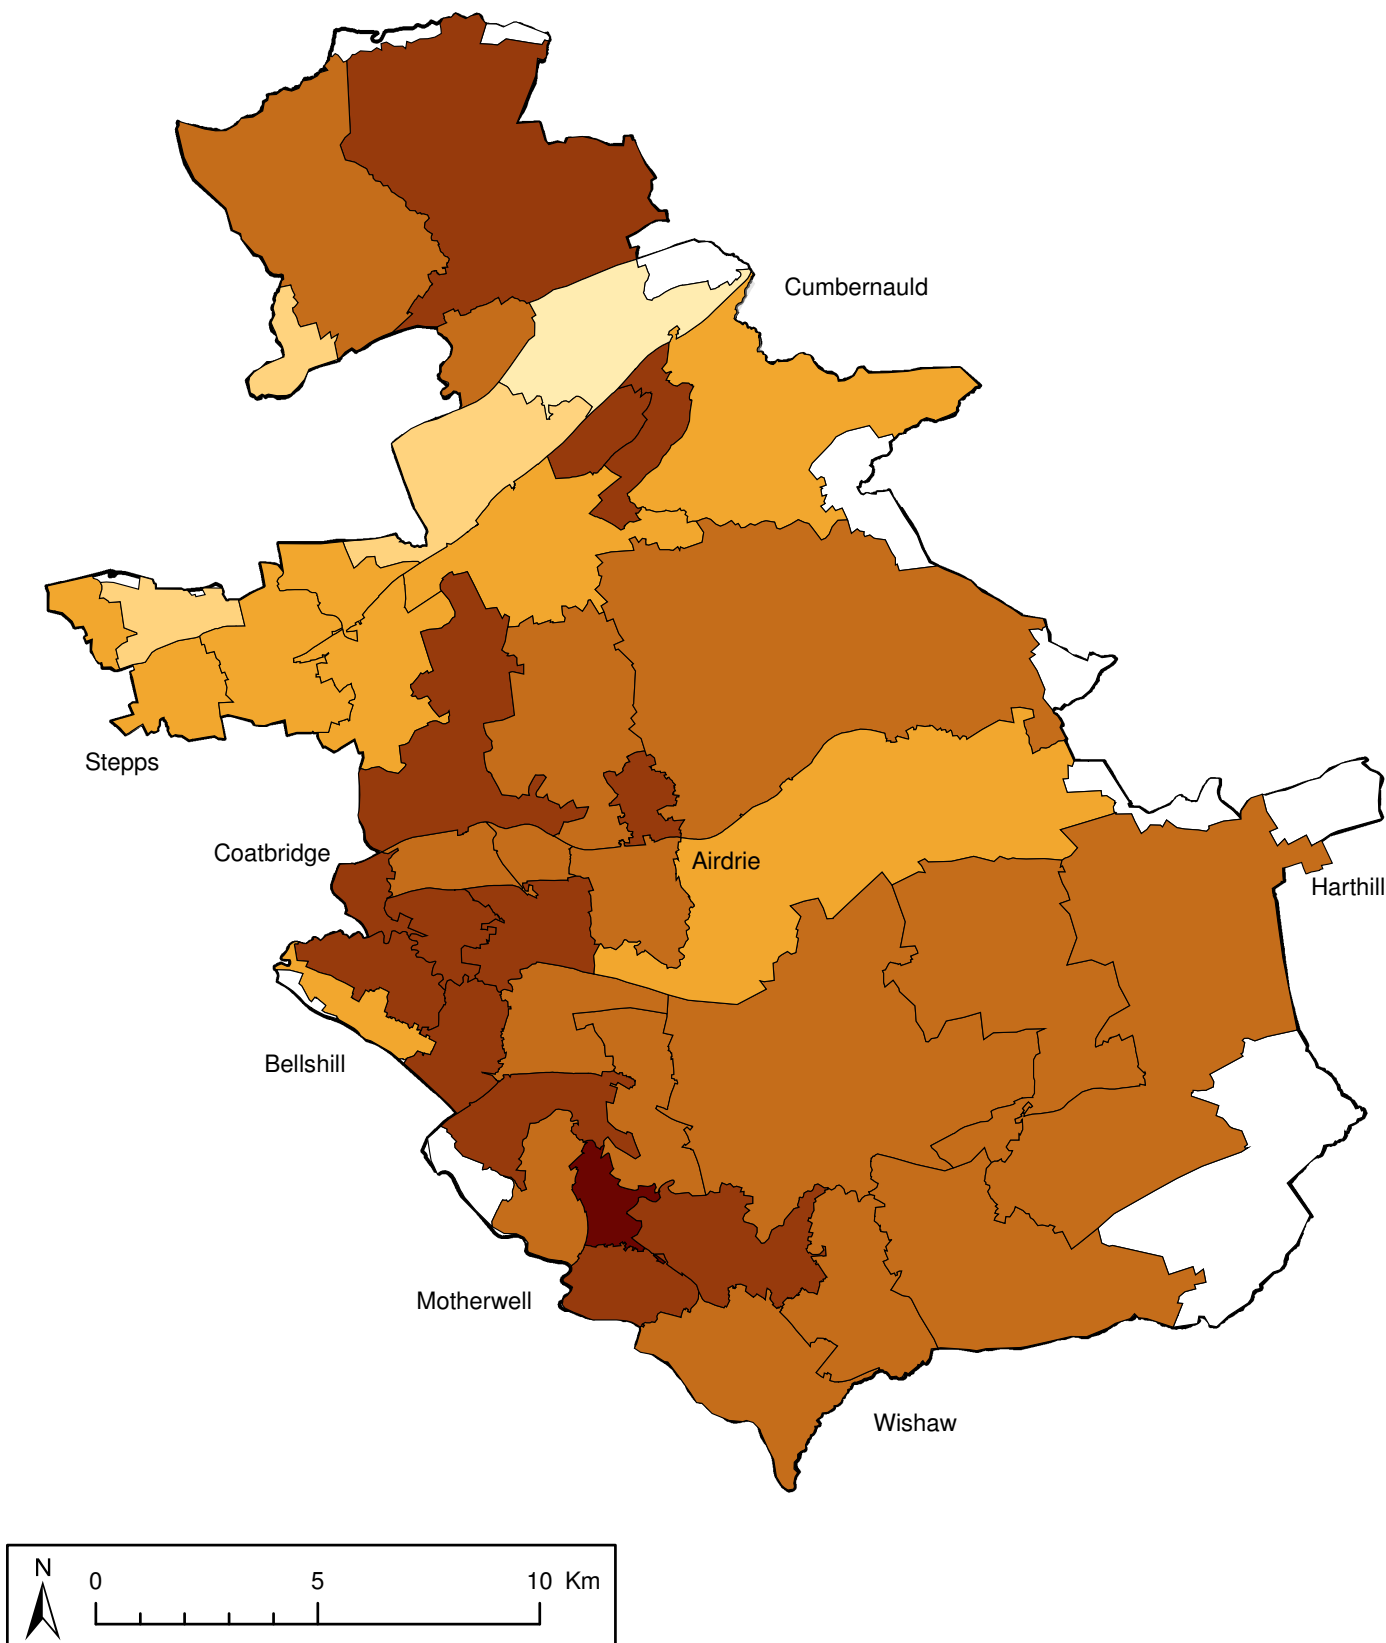 Cumbernauld
Stepps
Coatbridge
Airdrie
Harthill
Bellshill
Motherwell
Wishaw
N
0 5 10 Km